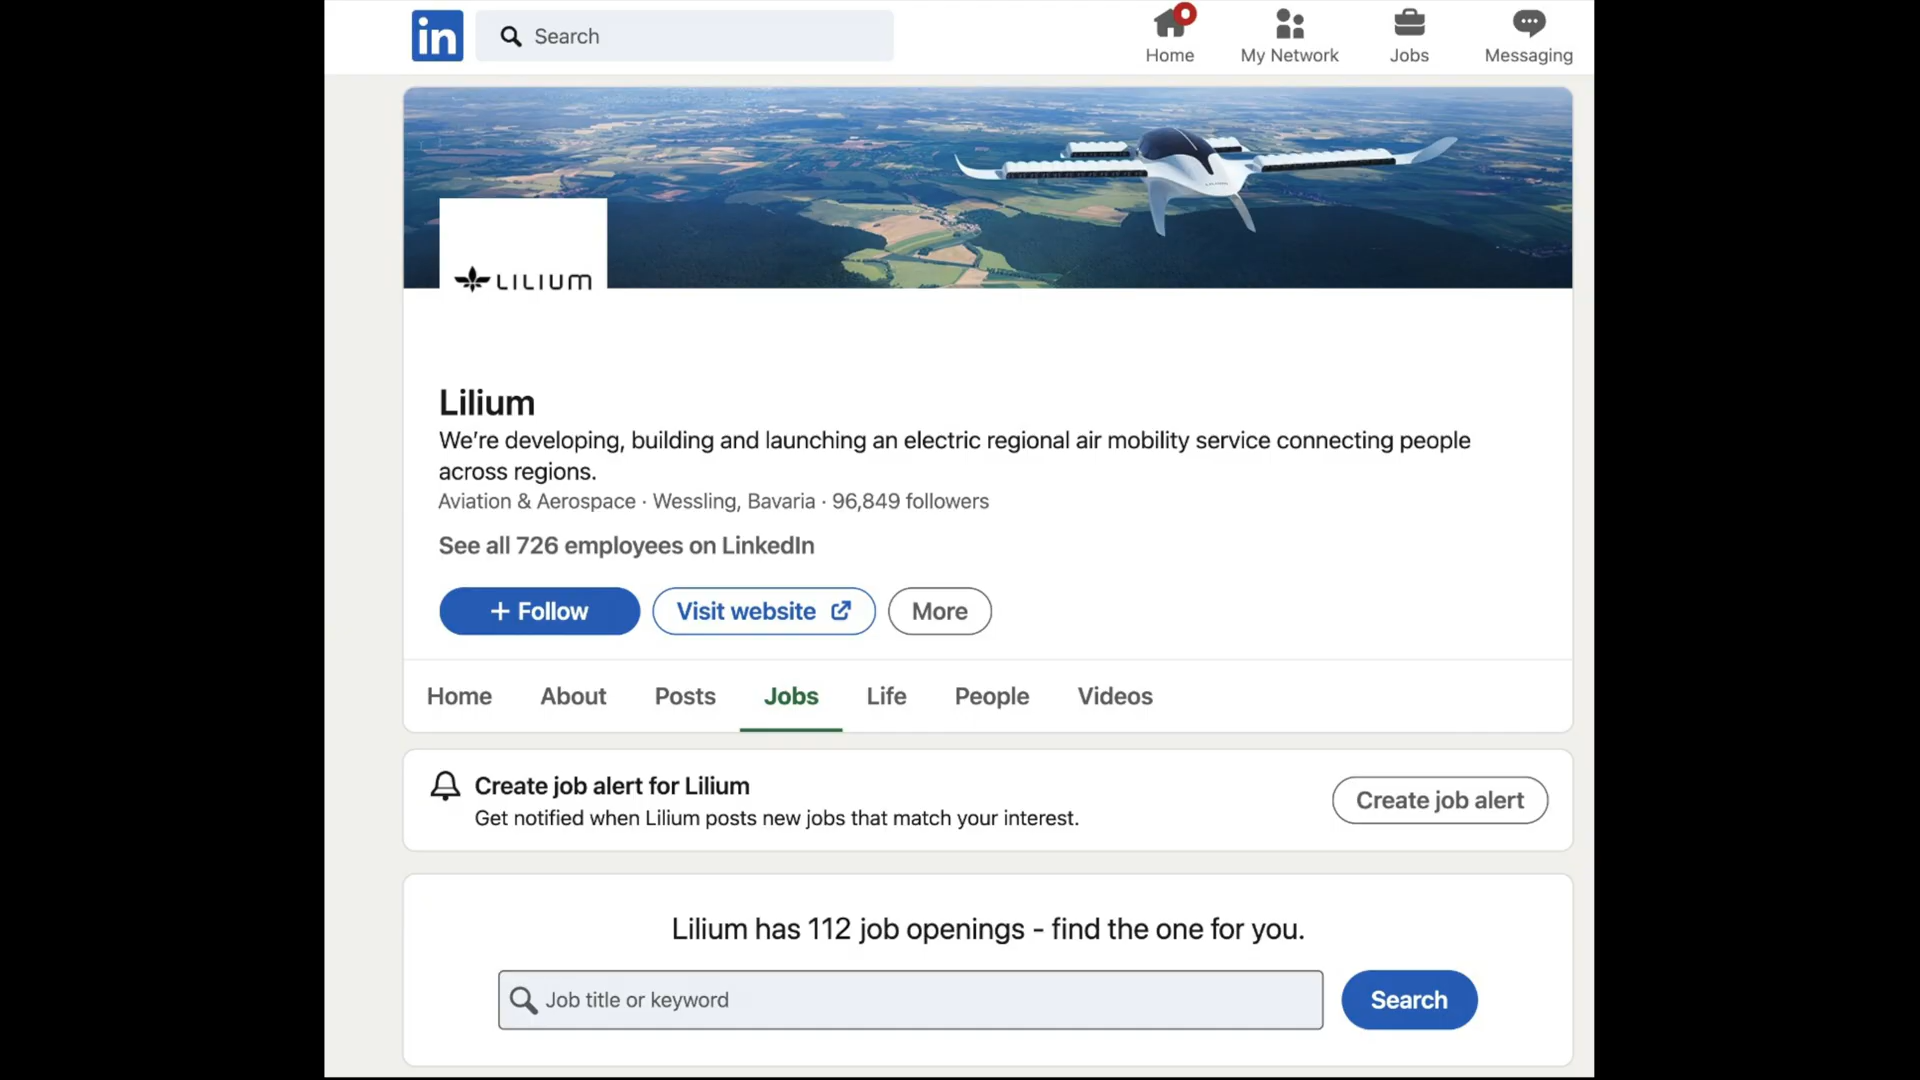 in
Search
Home
My Network
Jobs
Messaging
LILIUM
Lilium
We're developing, building and launching an electric regional air mobility service connecting people
across regions.
Aviation & Aerospace · Wessling, Bavaria · 96,849 followers
See all 726 employees on LinkedIn
+ Follow
Visit website
More
Home
About
Posts
Jobs
Life
People
Videos
Create job alert for Lilium
Get notified when Lilium posts new jobs that match your interest.
Create job alert
Lilium has 112 job openings - find the one for you.
Job title or keyword
Search